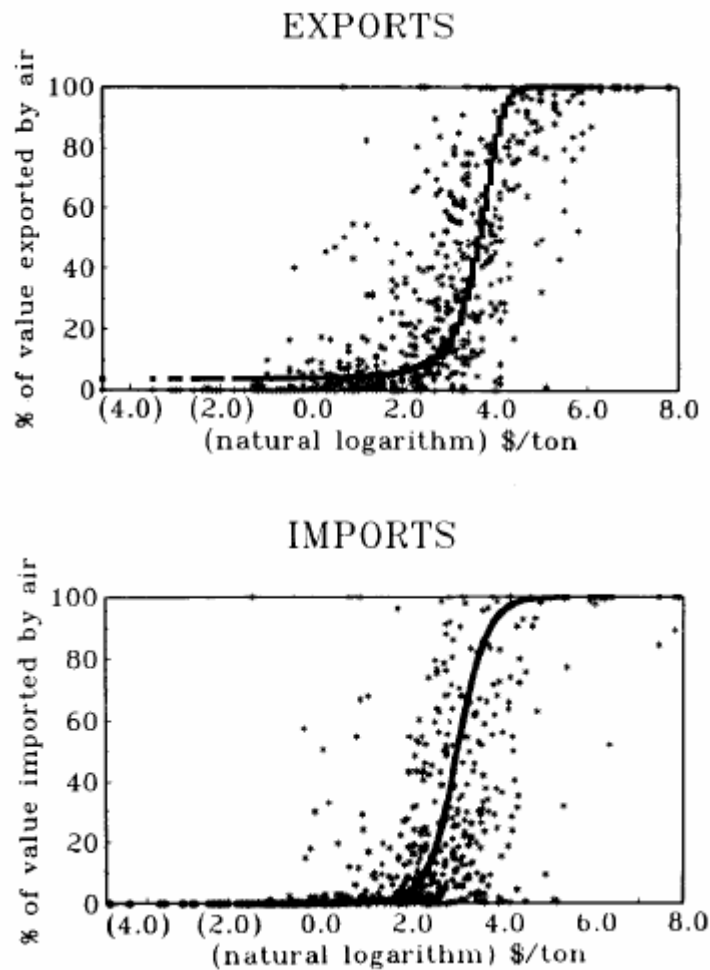 EXPORTS
% of value exported by air
100
80
60
40
20
0
(4.0) (2.0) 0.0 2.0 4.0 6.0 8.0
(natural logarithm) $/ton
IMPORTS
% of value imported by air
100
80
60
40
20
0
(4.0) (2.0) 0.0 2.0 4.0 6.0 8.0
(natural logarithm) $/ton